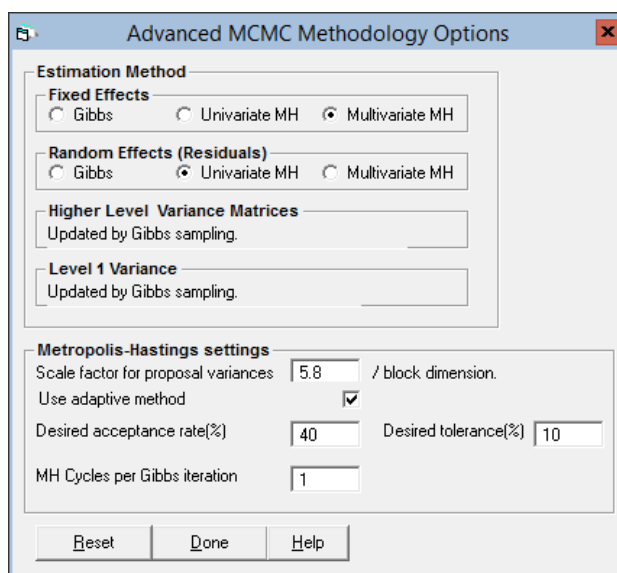 Advanced MCMC Methodology Options
Estimation Method
Fixed Effects
Gibbs Univariate MH Multivariate MH
Random Effects (Residuals)
Gibbs Univariate MH Multivariate MH
Higher Level Variance Matrices
Updated by Gibbs sampling.
Level 1 Variance
Updated by Gibbs sampling.
Metropolis-Hastings settings
Scale factor for proposal variances 5.8 / block dimension.
Use adaptive method
Desired acceptance rate(%) 40 Desired tolerance(%) 10
MH Cycles per Gibbs iteration 1
Reset Done Help